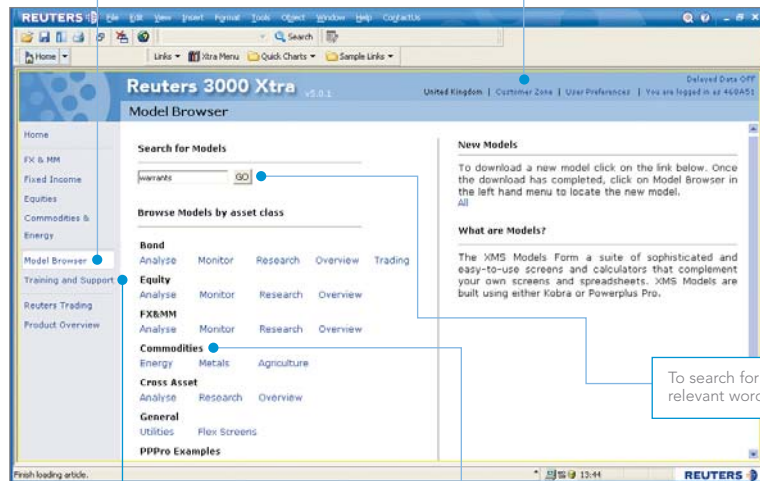 REUTERS File Edit View Insert Format Tools Object Window Help ContactUs
Search
Home Links Xtra Menu Quick Charts Sample Links
Delayed Data OFF
Reuters 3000 Xtra v5.0.1
United Kingdom | Customer Zone | User Preferences | You are logged in as 460A51
Model Browser
Home
FX & MM
Fixed Income
Equities
Commodities &
Energy
Model Browser
Training and Support
Reuters Trading
Product Overview
Search for Models
warrants GO
Browse Models by asset class
Bond
Analyse Monitor Research Overview Trading
Equity
Analyse Monitor Research Overview
FX&MM
Analyse Monitor Research Overview
Commodities
Energy Metals Agriculture
Cross Asset
Analyse Research Overview
General
Utilities Flex Screens
PPPro Examples
New Models
To download a new model click on the link below. Once
the download has completed, click on Model Browser in
the left hand menu to locate the new model.
All
What are Models?
The XMS Models Form a suite of sophisticated and
easy-to-use screens and calculators that complement
your own screens and spreadsheets. XMS Models are
built using either Kobra or Powerplus Pro.
To search for
relevant word
Finish loading article.
13:44
REUTERS